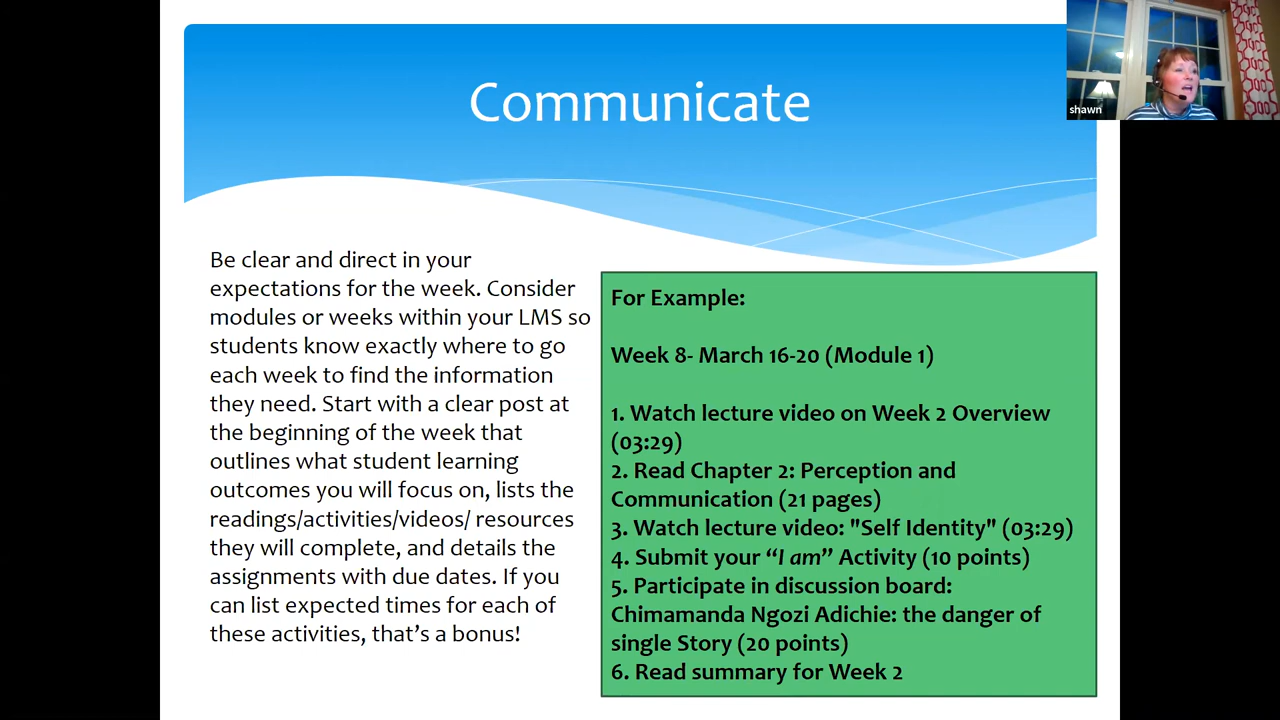 Communicate
shawn
Be clear and direct in your
expectations for the week. Consider
modules or weeks within your LMS so
students know exactly where to go
each week to find the information
they need. Start with a clear post at
the beginning of the week that
outlines what student learning
outcomes you will focus on, lists the
readings/activities/videos/ resources
they will complete, and details the
assignments with due dates. If you
can list expected times for each of
these activities, that's a bonus!
For Example:
Week 8- March 16-20 (Module 1)
1. Watch lecture video on Week 2 Overview
(03:29)
2. Read Chapter 2: Perception and
Communication (21 pages)
3. Watch lecture video: "Self Identity" (03:29)
4. Submit your “I am” Activity (10 points)
5. Participate in discussion board:
Chimamanda Ngozi Adichie: the danger of
single Story (20 points)
6. Read summary for Week 2